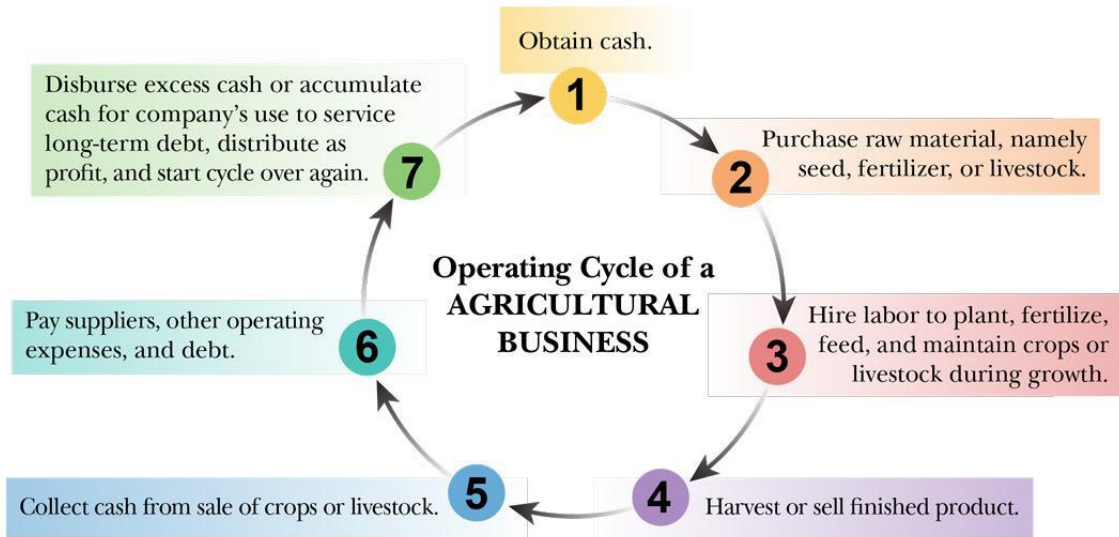 Obtain cash.
1
Purchase raw material, namely
seed, fertilizer, or livestock.
2
Hire labor to plant, fertilize,
feed, and maintain crops or
livestock during growth.
3
Harvest or sell finished product.
4
Collect cash from sale of crops or livestock.
5
Pay suppliers, other operating
expenses, and debt.
6
Disburse excess cash or accumulate
cash for company’s use to service
long-term debt, distribute as
profit, and start cycle over again.
7
Operating Cycle of a
AGRICULTURAL
BUSINESS